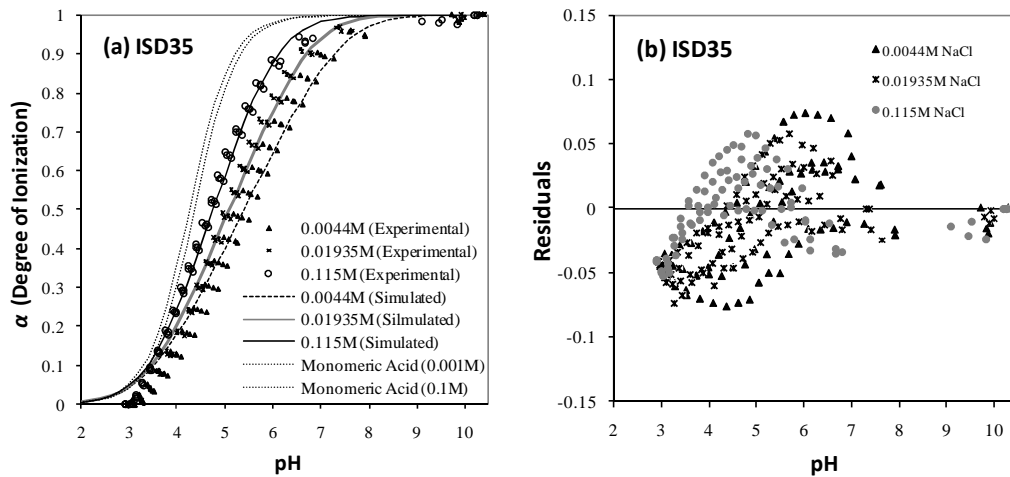 (a) ISD35
α (Degree of Ionization)
1
0.9
0.8
0.7
0.6
0.5
0.4
0.3
0.2
0.1
0
0.0044M (Experimental)
0.01935M (Experimental)
0.115M (Experimental)
0.0044M (Simulated)
0.01935M (Silmulated)
0.115M (Simulated)
Monomeric Acid (0.001M)
Monomeric Acid (0.1M)
2 3 4 5 6 7 8 9 10
pH
(b) ISD35
Residuals
0.15
0.1
0.05
0
-0.05
-0.1
-0.15
0.0044M NaCl
0.01935M NaCl
0.115M NaCl
2 3 4 5 6 7 8 9 10
pH